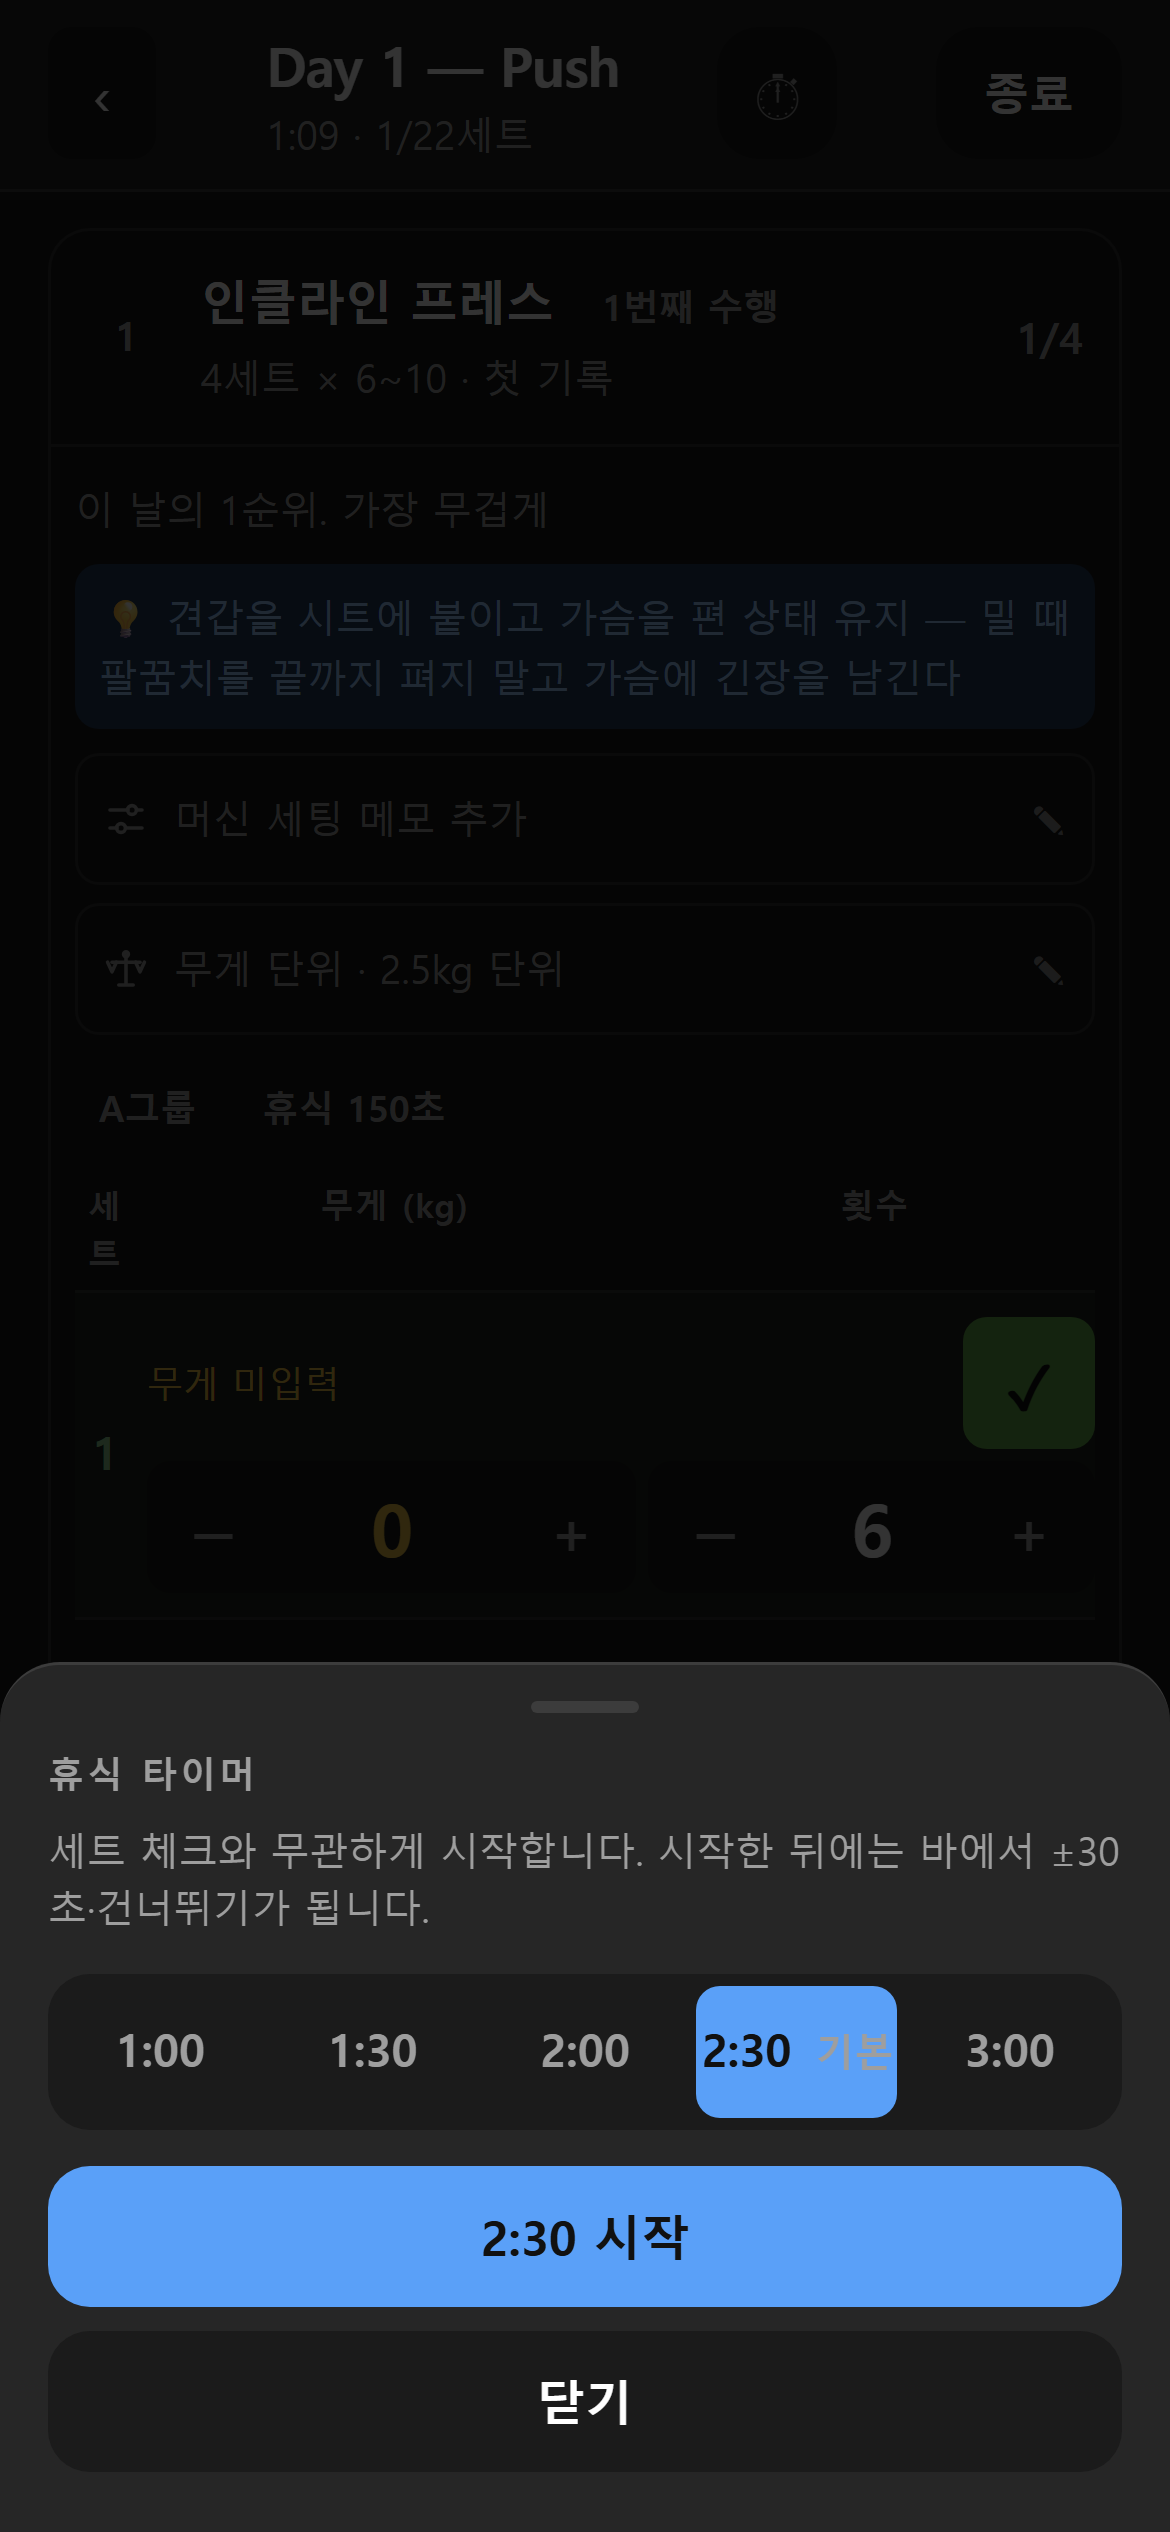 ‹
Day 1 — Push
1:09 · 1/22세트
종료
1
인클라인 프레스 1번째 수행
4세트 × 6~10 · 첫 기록
1/4
이 날의 1순위. 가장 무겁게
💡 견갑을 시트에 붙이고 가슴을 편 상태 유지 — 밀 때
팔꿈치를 끝까지 펴지 말고 가슴에 긴장을 남긴다
머신 세팅 메모 추가
무게 단위 · 2.5kg 단위
A그룹 휴식 150초
세
트
무게 (kg)
횟수
무게 미입력
✓
1
— 0 + — 6 +
휴식 타이머
세트 체크와 무관하게 시작합니다. 시작한 뒤에는 바에서 ±30
초·건너뛰기가 됩니다.
1:00 1:30 2:00 2:30 기본 3:00
2:30 시작
닫기